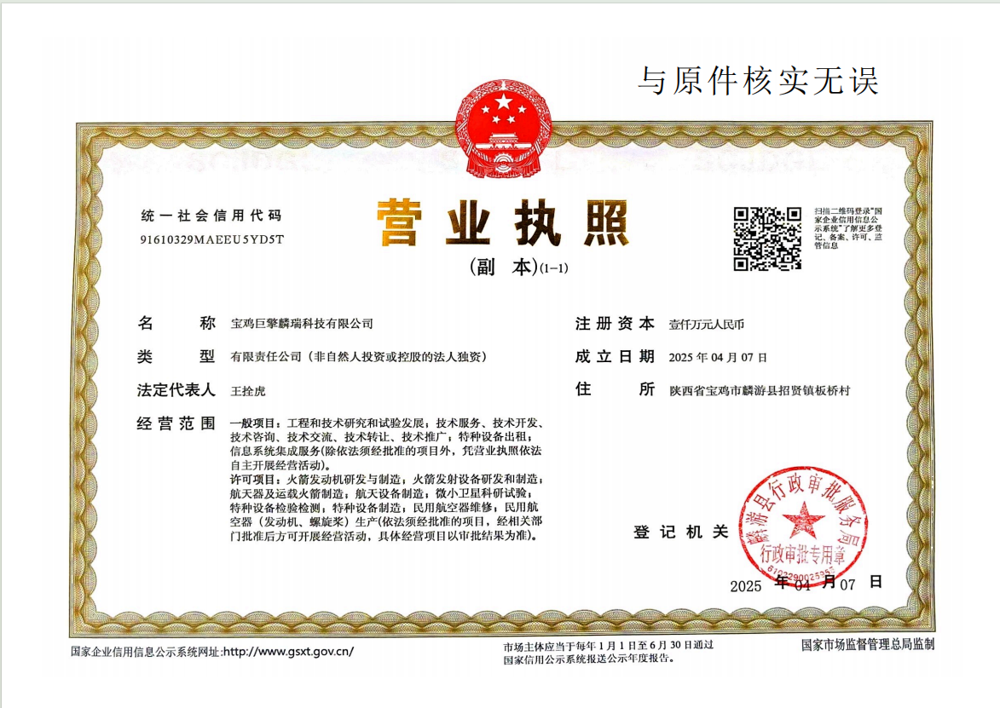 与原件核实无误
统一社会信用代码
91610329MAEEU5YD5T
营业执照
(副 本)(1-1)
扫描二维码登录“国
家企业信用信息公
示系统”了解更多登
记、备案、许可、监
管信息
名 称 宝鸡巨擎麟瑞科技有限公司
类 型 有限责任公司（非自然人投资或控股的法人独资）
法定代表人 王拴虎
经营范围 一般项目：工程和技术研究和试验发展；技术服务、技术开发、
技术咨询、技术交流、技术转让、技术推广；特种设备出租；
信息系统集成服务(除依法须经批准的项目外，凭营业执照依法
自主开展经营活动)。
许可项目：火箭发动机研发与制造；火箭发射设备研发和制造；
航天器及运载火箭制造；航天设备制造；微小卫星科研试验；
特种设备检验检测；特种设备制造；民用航空器维修；民用航
空器（发动机、螺旋桨）生产(依法须经批准的项目，经相关部
门批准后方可开展经营活动，具体经营项目以审批结果为准)。
注册资本 壹仟万元人民币
成立日期 2025 年 04 月 07 日
住 所 陕西省宝鸡市麟游县招贤镇板桥村
登记机关
麟游县行政审批服务局
行政审批专用章
2025 年 04 月 07 日
国家企业信用信息公示系统网址:http://www.gsxt.gov.cn/
市场主体应当于每年 1 月 1 日至 6 月 30 日通过
国家信用公示系统报送公示年度报告。
国家市场监督管理总局监制